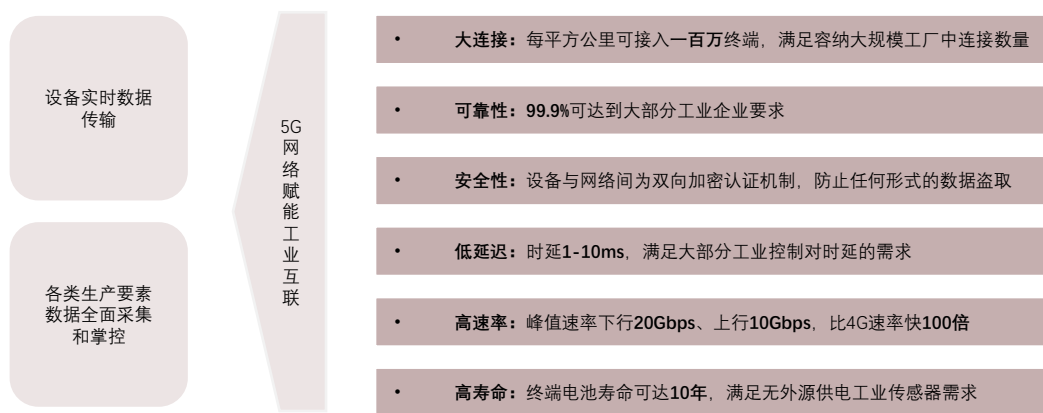 设备实时数据
传输
各类生产要素
数据全面采集
和掌控
5G
网
络
赋
能
工
业
互
联
• 大连接：每平方公里可接入一百万终端，满足容纳大规模工厂中连接数量
• 可靠性：99.9%可达到大部分工业企业要求
• 安全性：设备与网络间为双向加密认证机制，防止任何形式的数据盗取
• 低延迟：时延1-10ms，满足大部分工业控制对时延的需求
• 高速率：峰值速率下行20Gbps、上行10Gbps，比4G速率快100倍
• 高寿命：终端电池寿命可达10年，满足无外源供电工业传感器需求